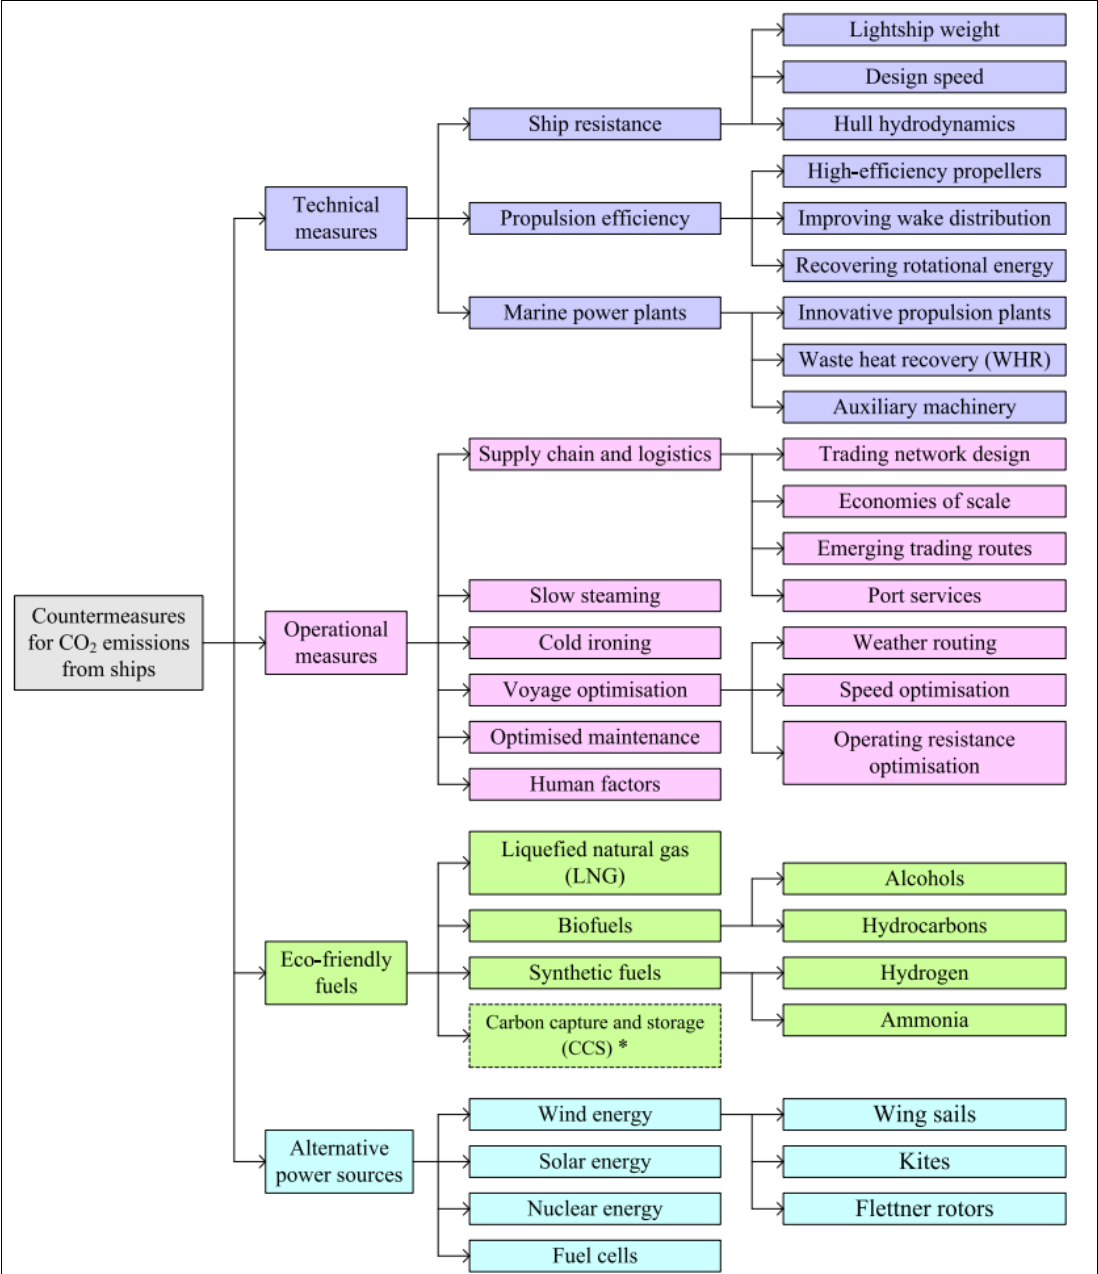 Countermeasures
for CO₂ emissions
from ships
Technical
measures
Ship resistance
Lightship weight
Design speed
Hull hydrodynamics
Propulsion efficiency
High-efficiency propellers
Improving wake distribution
Recovering rotational energy
Marine power plants
Innovative propulsion plants
Waste heat recovery (WHR)
Auxiliary machinery
Operational
measures
Supply chain and logistics
Trading network design
Economies of scale
Emerging trading routes
Port services
Slow steaming
Cold ironing
Voyage optimisation
Weather routing
Speed optimisation
Operating resistance
optimisation
Optimised maintenance
Human factors
Eco-friendly
fuels
Liquefied natural gas
(LNG)
Biofuels
Alcohols
Hydrocarbons
Synthetic fuels
Hydrogen
Ammonia
Carbon capture and storage
(CCS) *
Alternative
power sources
Wind energy
Wing sails
Kites
Flettner rotors
Solar energy
Nuclear energy
Fuel cells